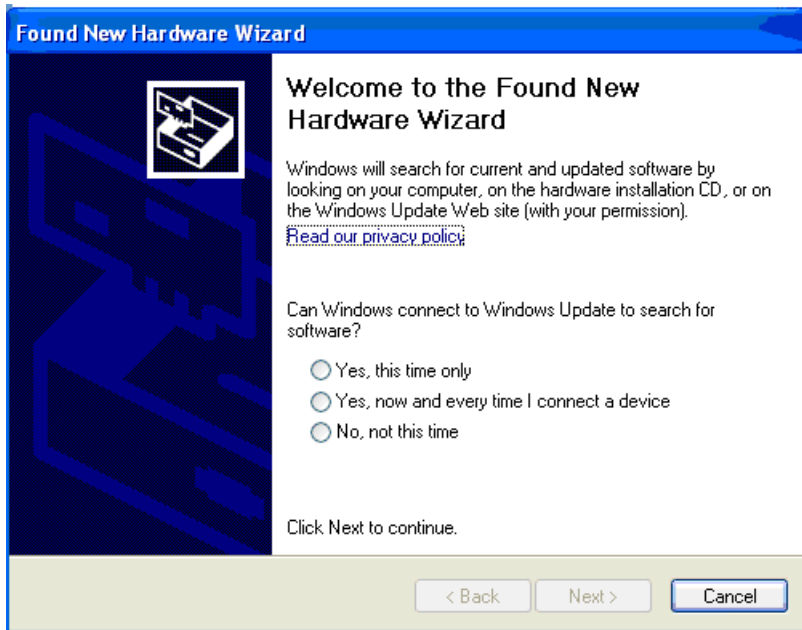 Found New Hardware Wizard
Welcome to the Found New
Hardware Wizard
Windows will search for current and updated software by
looking on your computer, on the hardware installation CD, or on
the Windows Update Web site (with your permission).
Read our privacy policy
Can Windows connect to Windows Update to search for
software?
Yes, this time only
Yes, now and every time I connect a device
No, not this time
Click Next to continue.
< Back Next > Cancel